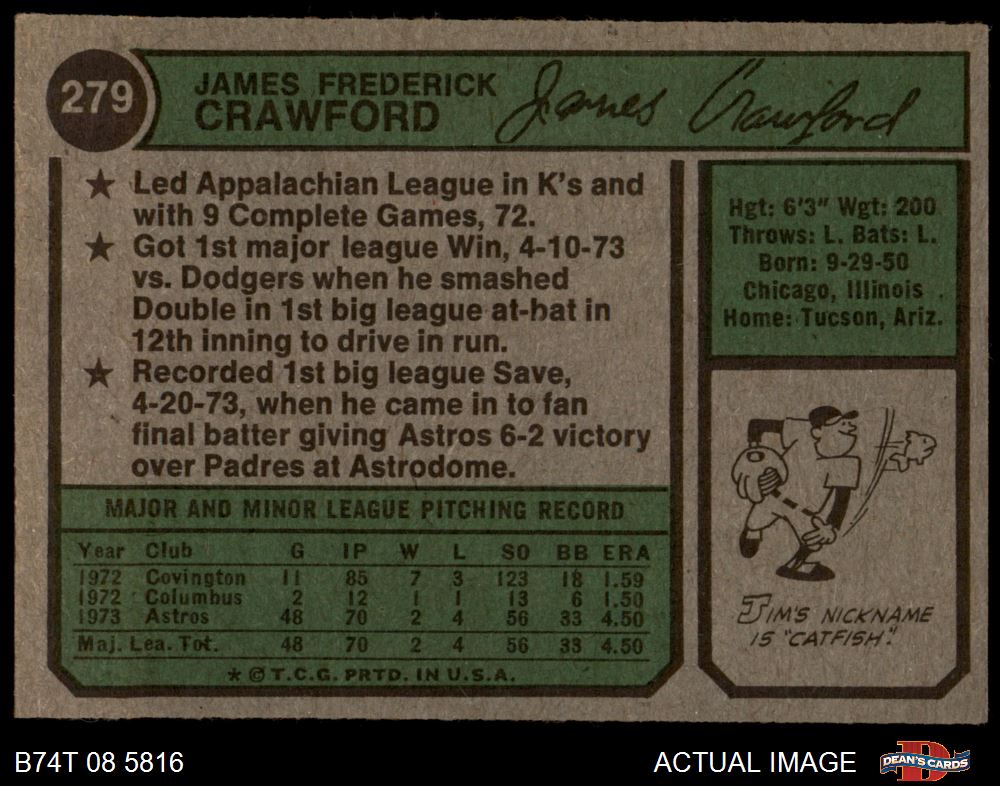 279
JAMES FREDERICK
CRAWFORD
James Crawford
★ Led Appalachian League in K's and
with 9 Complete Games, 72.
★ Got 1st major league Win, 4-10-73
vs. Dodgers when he smashed
Double in 1st big league at-bat in
12th inning to drive in run.
★ Recorded 1st big league Save,
4-20-73, when he came in to fan
final batter giving Astros 6-2 victory
over Padres at Astrodome.
Hgt: 6'3" Wgt: 200
Throws: L. Bats: L.
Born: 9-29-50
Chicago, Illinois
Home: Tucson, Ariz.
JIM'S NICKNAME
IS "CATFISH."
MAJOR AND MINOR LEAGUE PITCHING RECORD
Year Club G IP W L SO BB ERA
1972 Covington 11 85 7 3 123 18 1.59
1972 Columbus 2 12 1 1 13 6 1.50
1973 Astros 48 70 2 4 56 33 4.50
Maj. Lea. Tot. 48 70 2 4 56 33 4.50
* © T.C.G. PRTD. IN U.S.A.
B74T 08 5816
ACTUAL IMAGE
DEAN'S CARDS